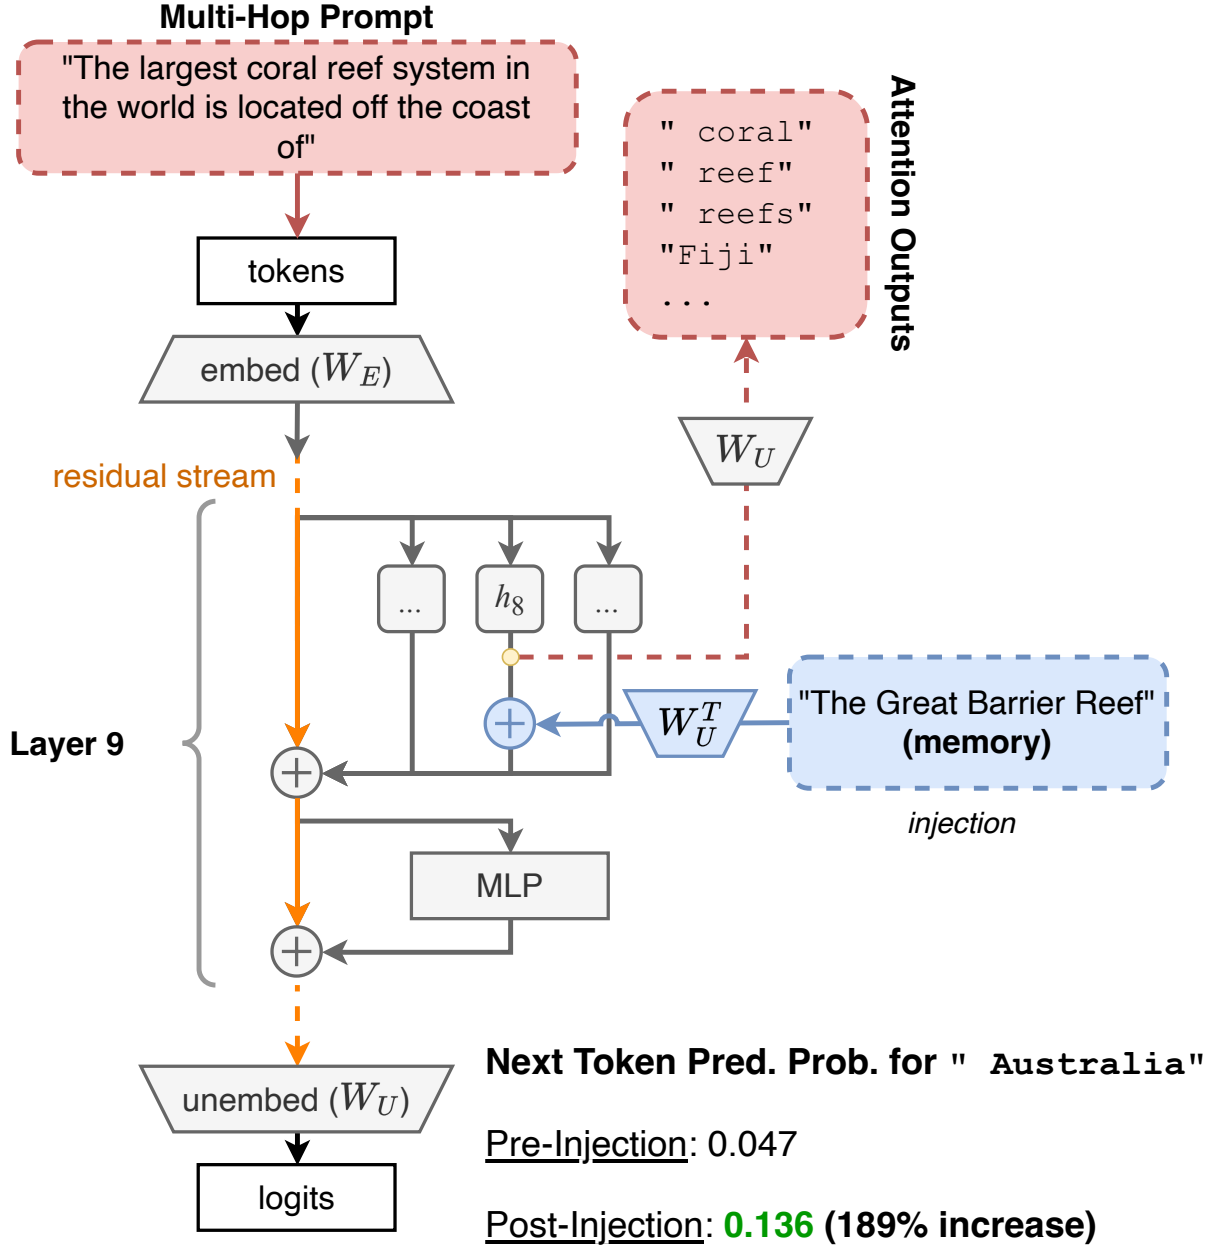 Multi-Hop Prompt
"The largest coral reef system in
the world is located off the coast
of"
tokens
embed (W_E)
residual stream
" coral"
" reef"
" reefs"
"Fiji"
...
Attention Outputs
W_U
...
h_8
...
Layer 9
W_U^T
"The Great Barrier Reef"
(memory)
injection
MLP
unembed (W_U)
logits
Next Token Pred. Prob. for " Australia"
Pre-Injection: 0.047
Post-Injection: 0.136 (189% increase)